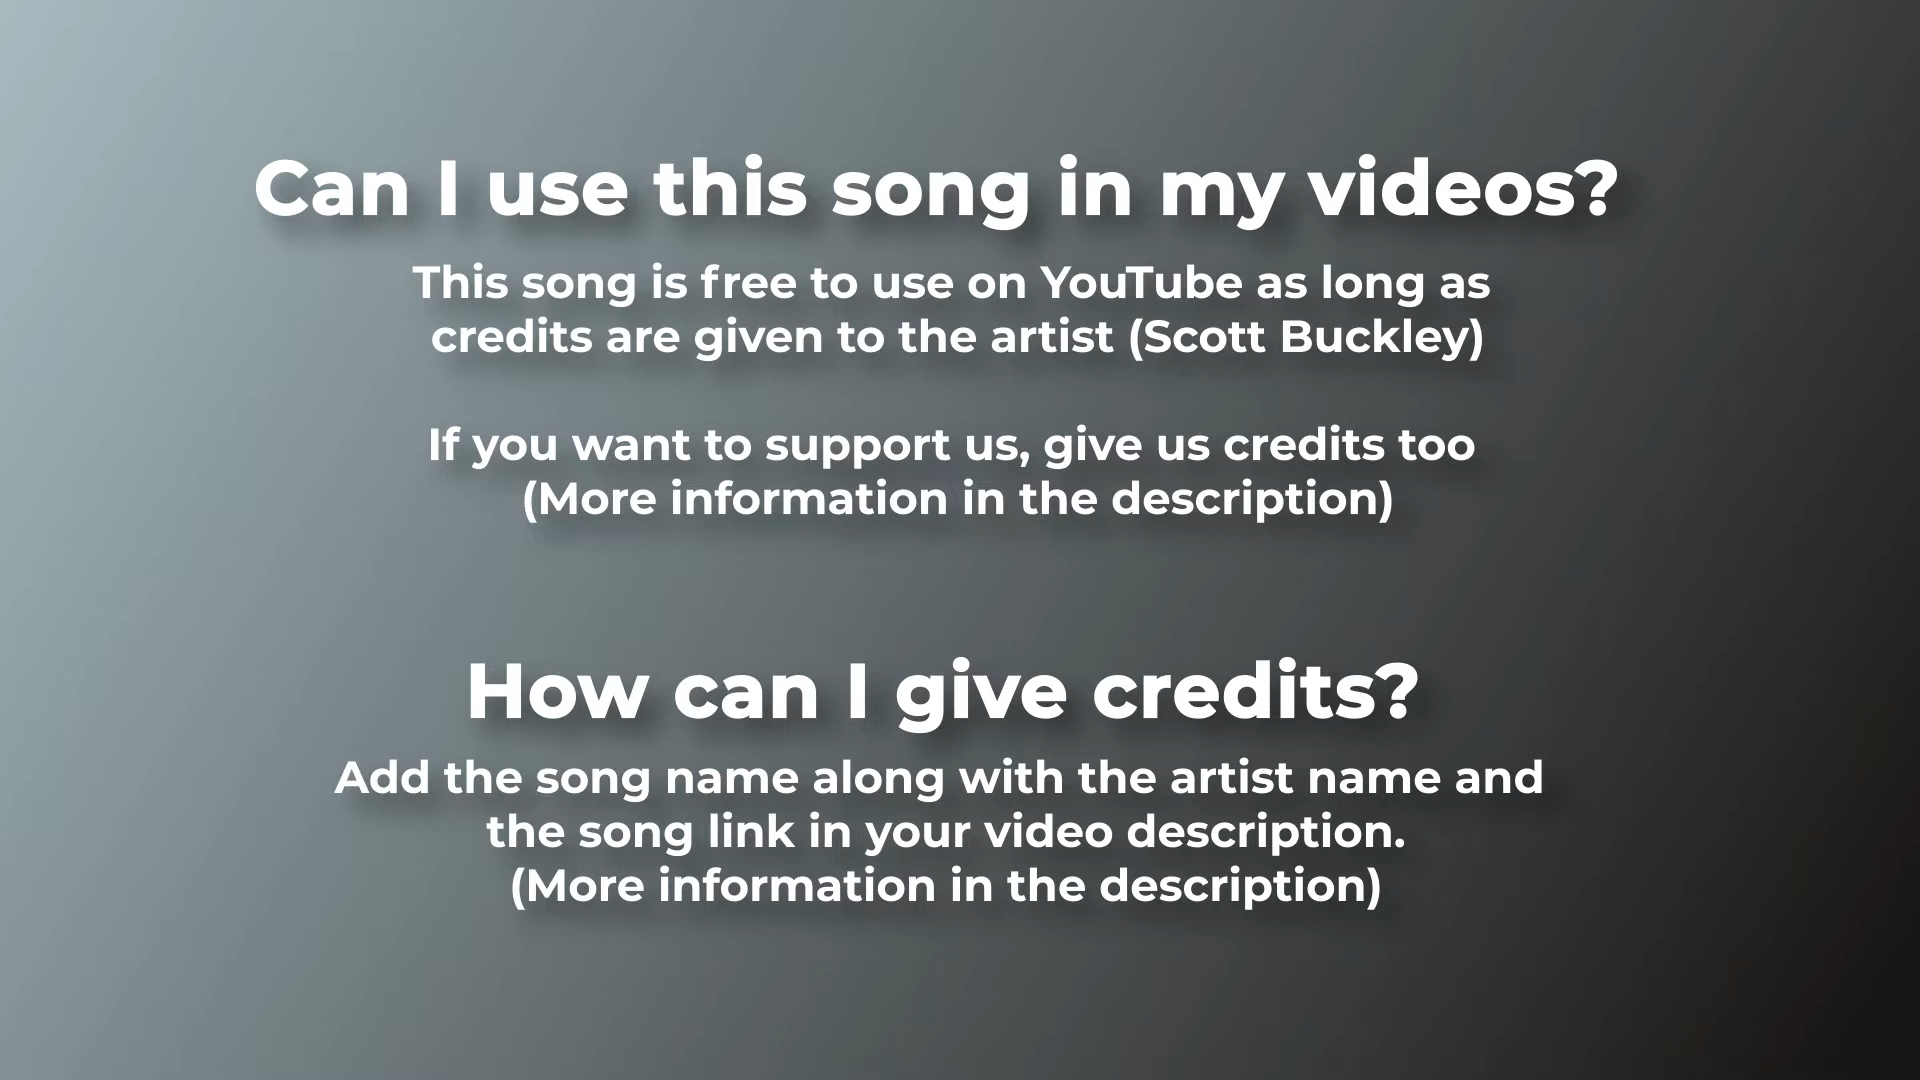 Can I use this song in my videos?
This song is free to use on YouTube as long as
credits are given to the artist (Scott Buckley)
If you want to support us, give us credits too
(More information in the description)
How can I give credits?
Add the song name along with the artist name and
the song link in your video description.
(More information in the description)